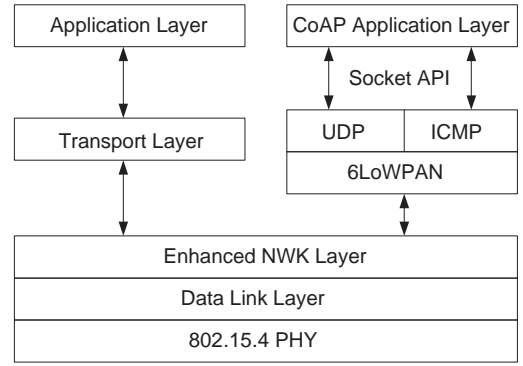 Application Layer
CoAP Application Layer
Socket API
Transport Layer
UDP
ICMP
6LoWPAN
Enhanced NWK Layer
Data Link Layer
802.15.4 PHY